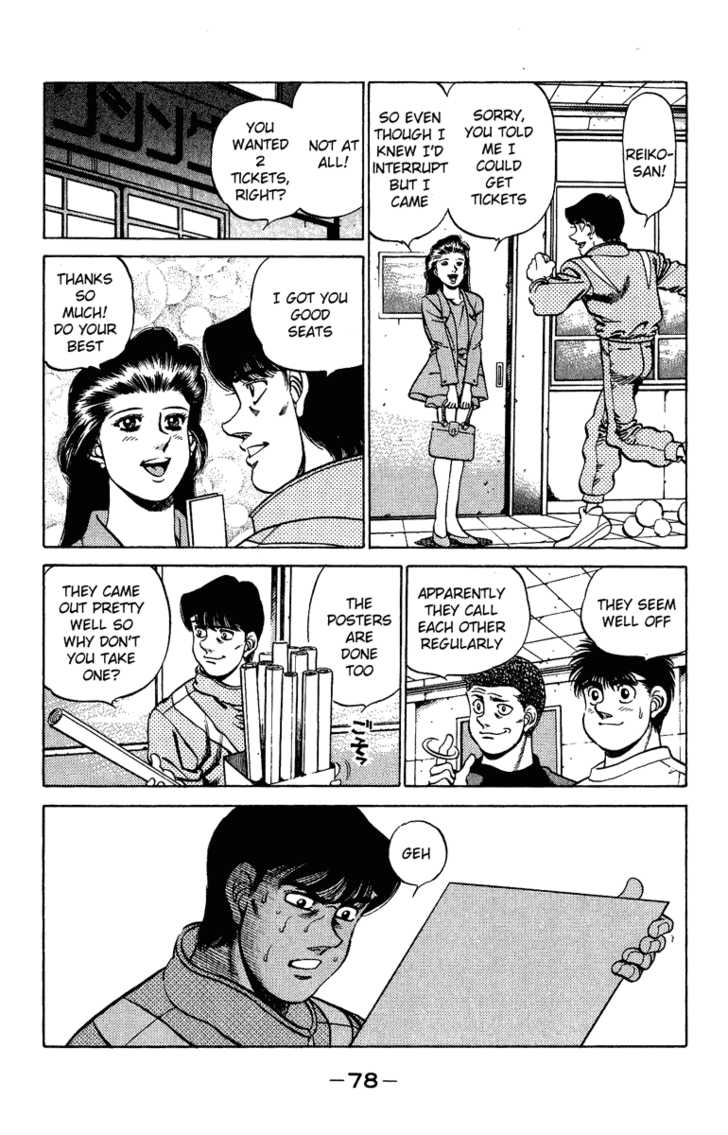 REIKO-
SAN!
SORRY,
YOU TOLD
ME I
COULD
GET
TICKETS
SO EVEN
THOUGH I
KNEW I'D
INTERRUPT
BUT I
CAME
NOT AT
ALL!
YOU
WANTED
2
TICKETS,
RIGHT?
I GOT YOU
GOOD
SEATS
THANKS
SO
MUCH!
DO YOUR
BEST
THEY SEEM
WELL OFF
APPARENTLY
THEY CALL
EACH OTHER
REGULARLY
THE
POSTERS
ARE
DONE
TOO
THEY CAME
OUT PRETTY
WELL SO
WHY DON'T
YOU TAKE
ONE?
GEH
-78-